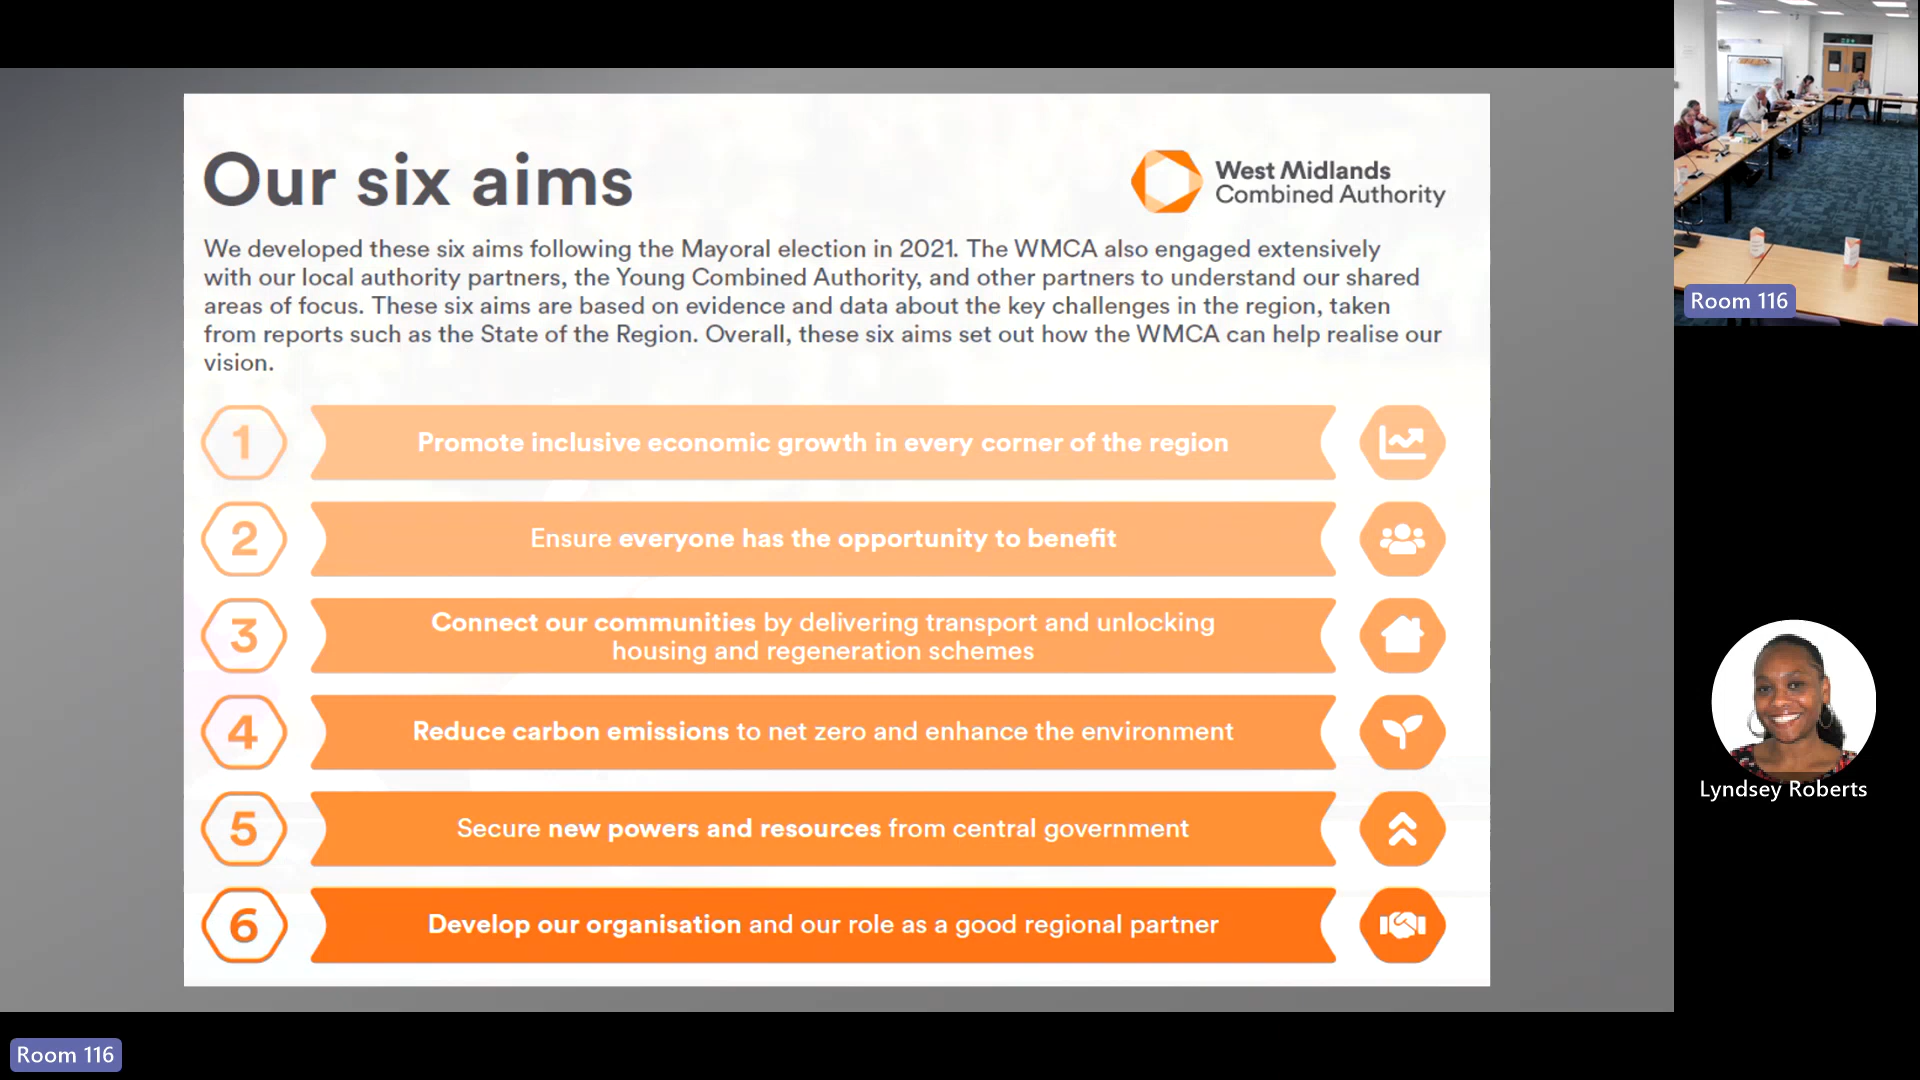 Our six aims
West Midlands
Combined Authority
We developed these six aims following the Mayoral election in 2021. The WMCA also engaged extensively
with our local authority partners, the Young Combined Authority, and other partners to understand our shared
areas of focus. These six aims are based on evidence and data about the key challenges in the region, taken
from reports such as the State of the Region. Overall, these six aims set out how the WMCA can help realise our
vision.
1
Promote inclusive economic growth in every corner of the region
2
Ensure everyone has the opportunity to benefit
3
Connect our communities by delivering transport and unlocking
housing and regeneration schemes
4
Reduce carbon emissions to net zero and enhance the environment
5
Secure new powers and resources from central government
6
Develop our organisation and our role as a good regional partner
Room 116
Lyndsey Roberts
Room 116